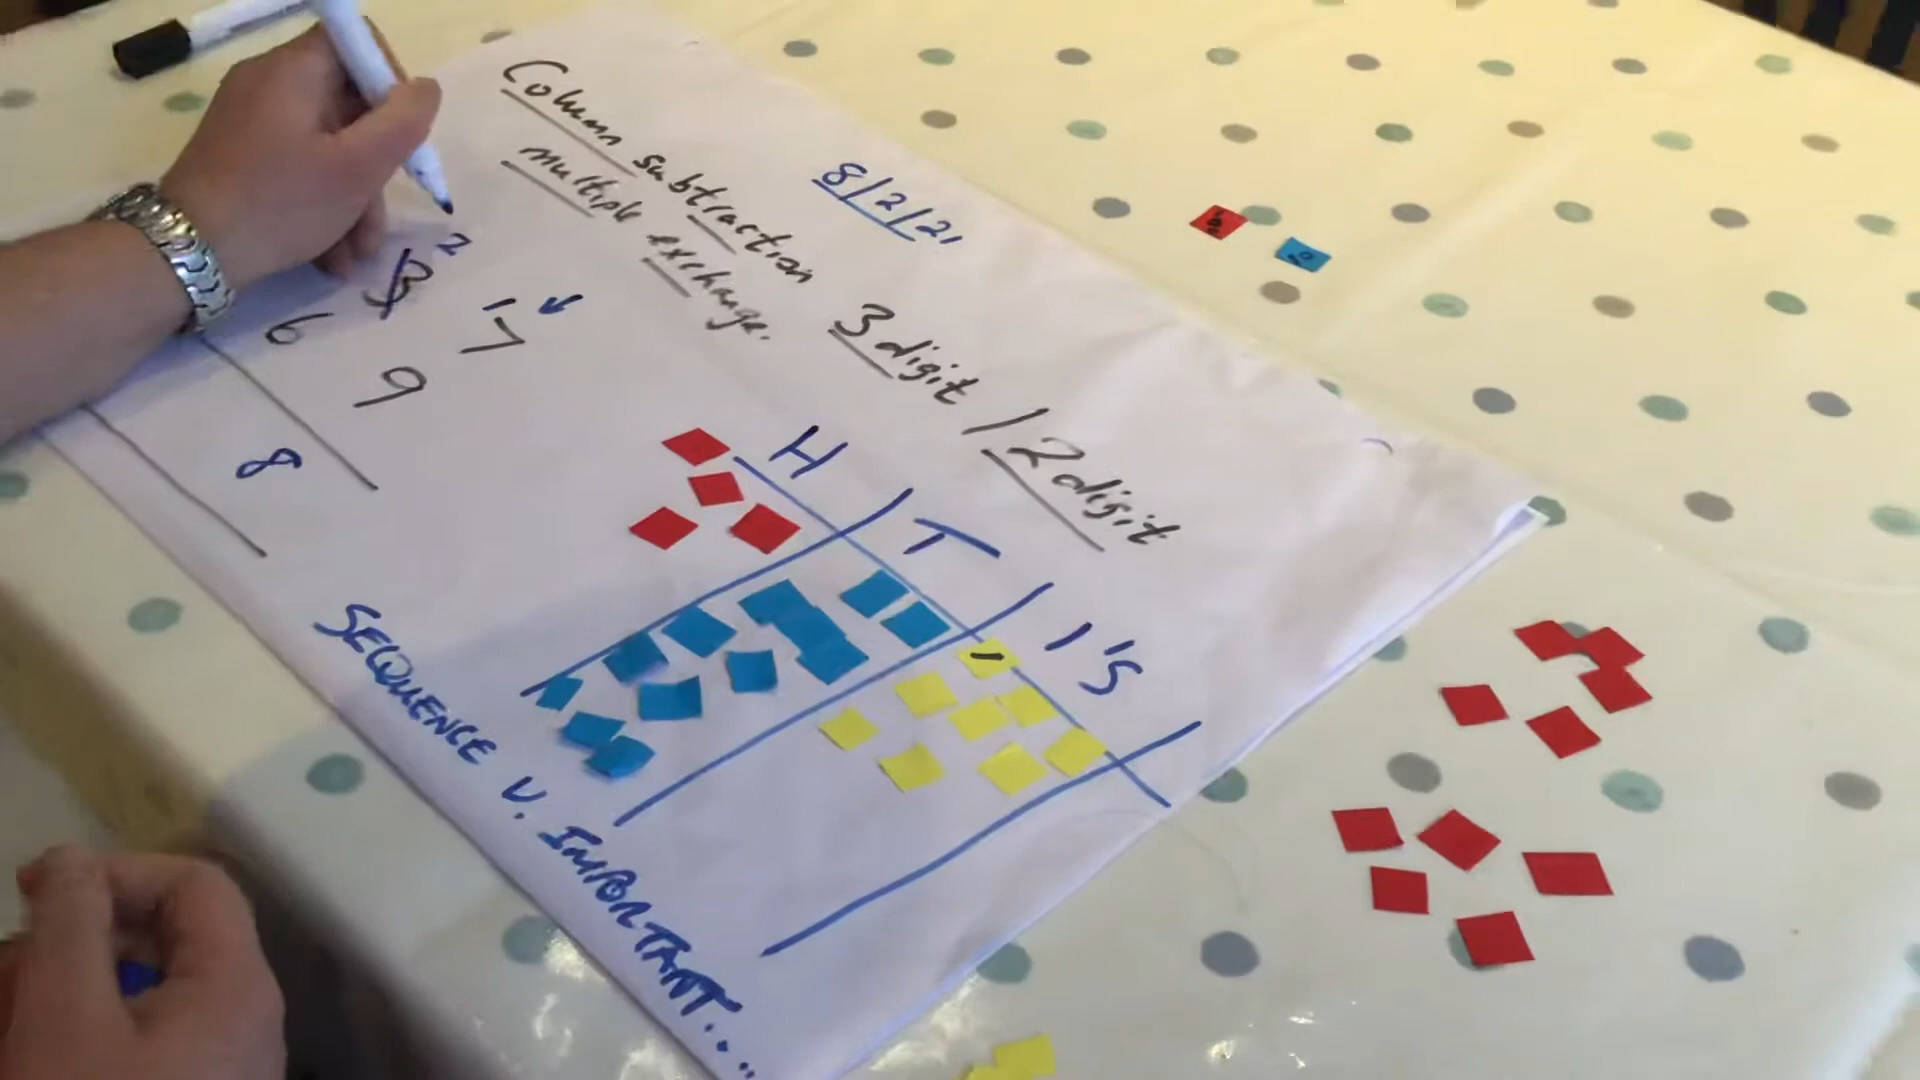 Column subtraction
multiple exchange.
8/2/21
3 digit / 2 digit
2
3 17
6 9
8
H T 1's
10
SEQUENCE V. IMPORTANT...